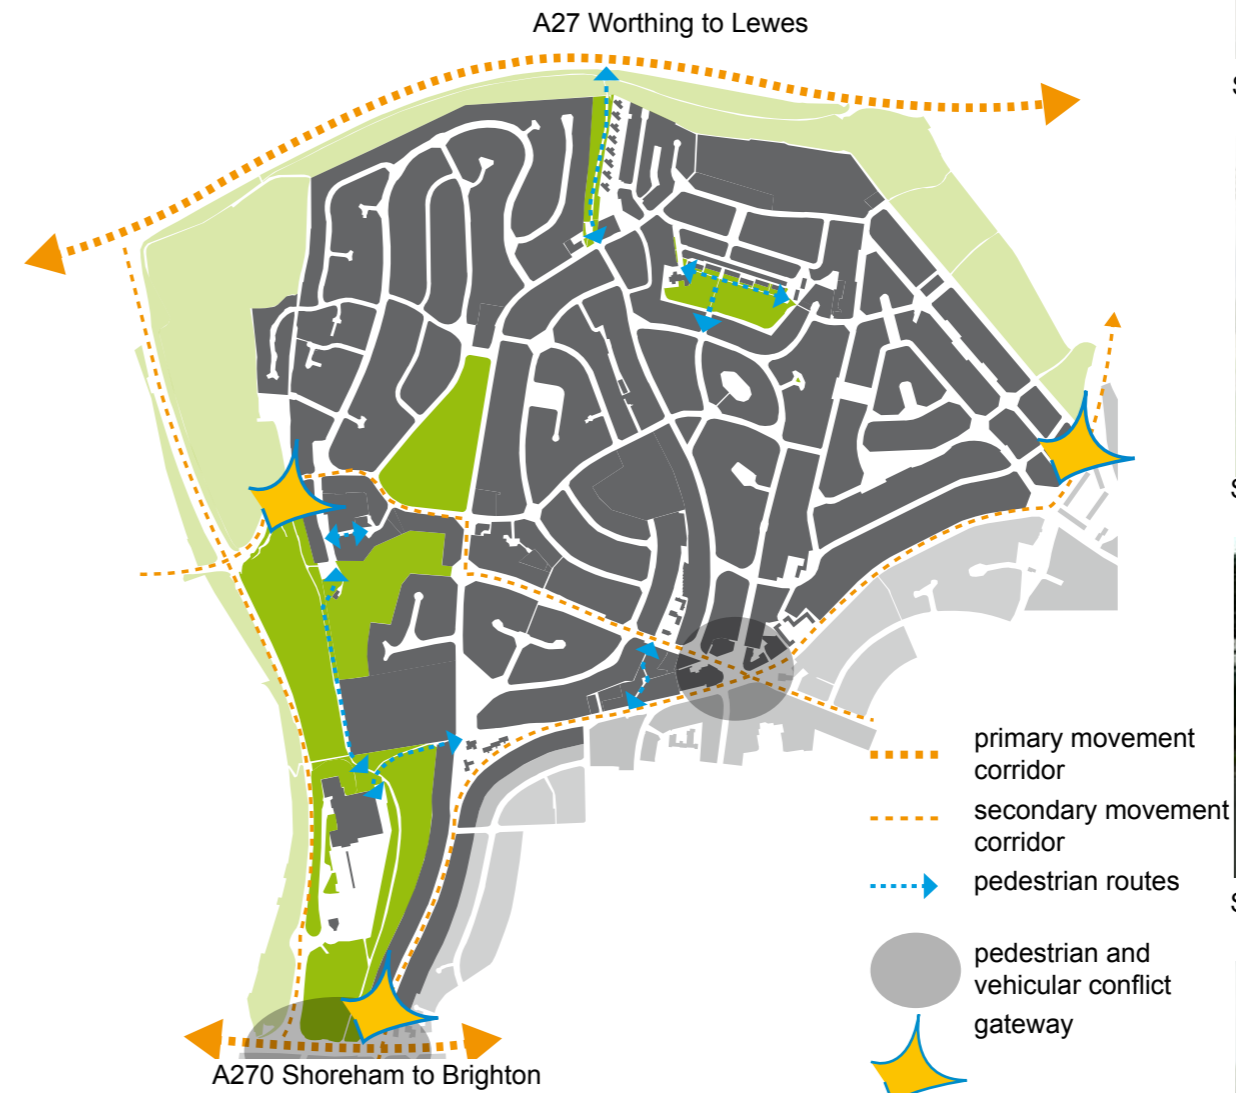 A27 Worthing to Lewes
primary movement
corridor
secondary movement
corridor
pedestrian routes
pedestrian and
vehicular conflict
gateway
A270 Shoreham to Brighton